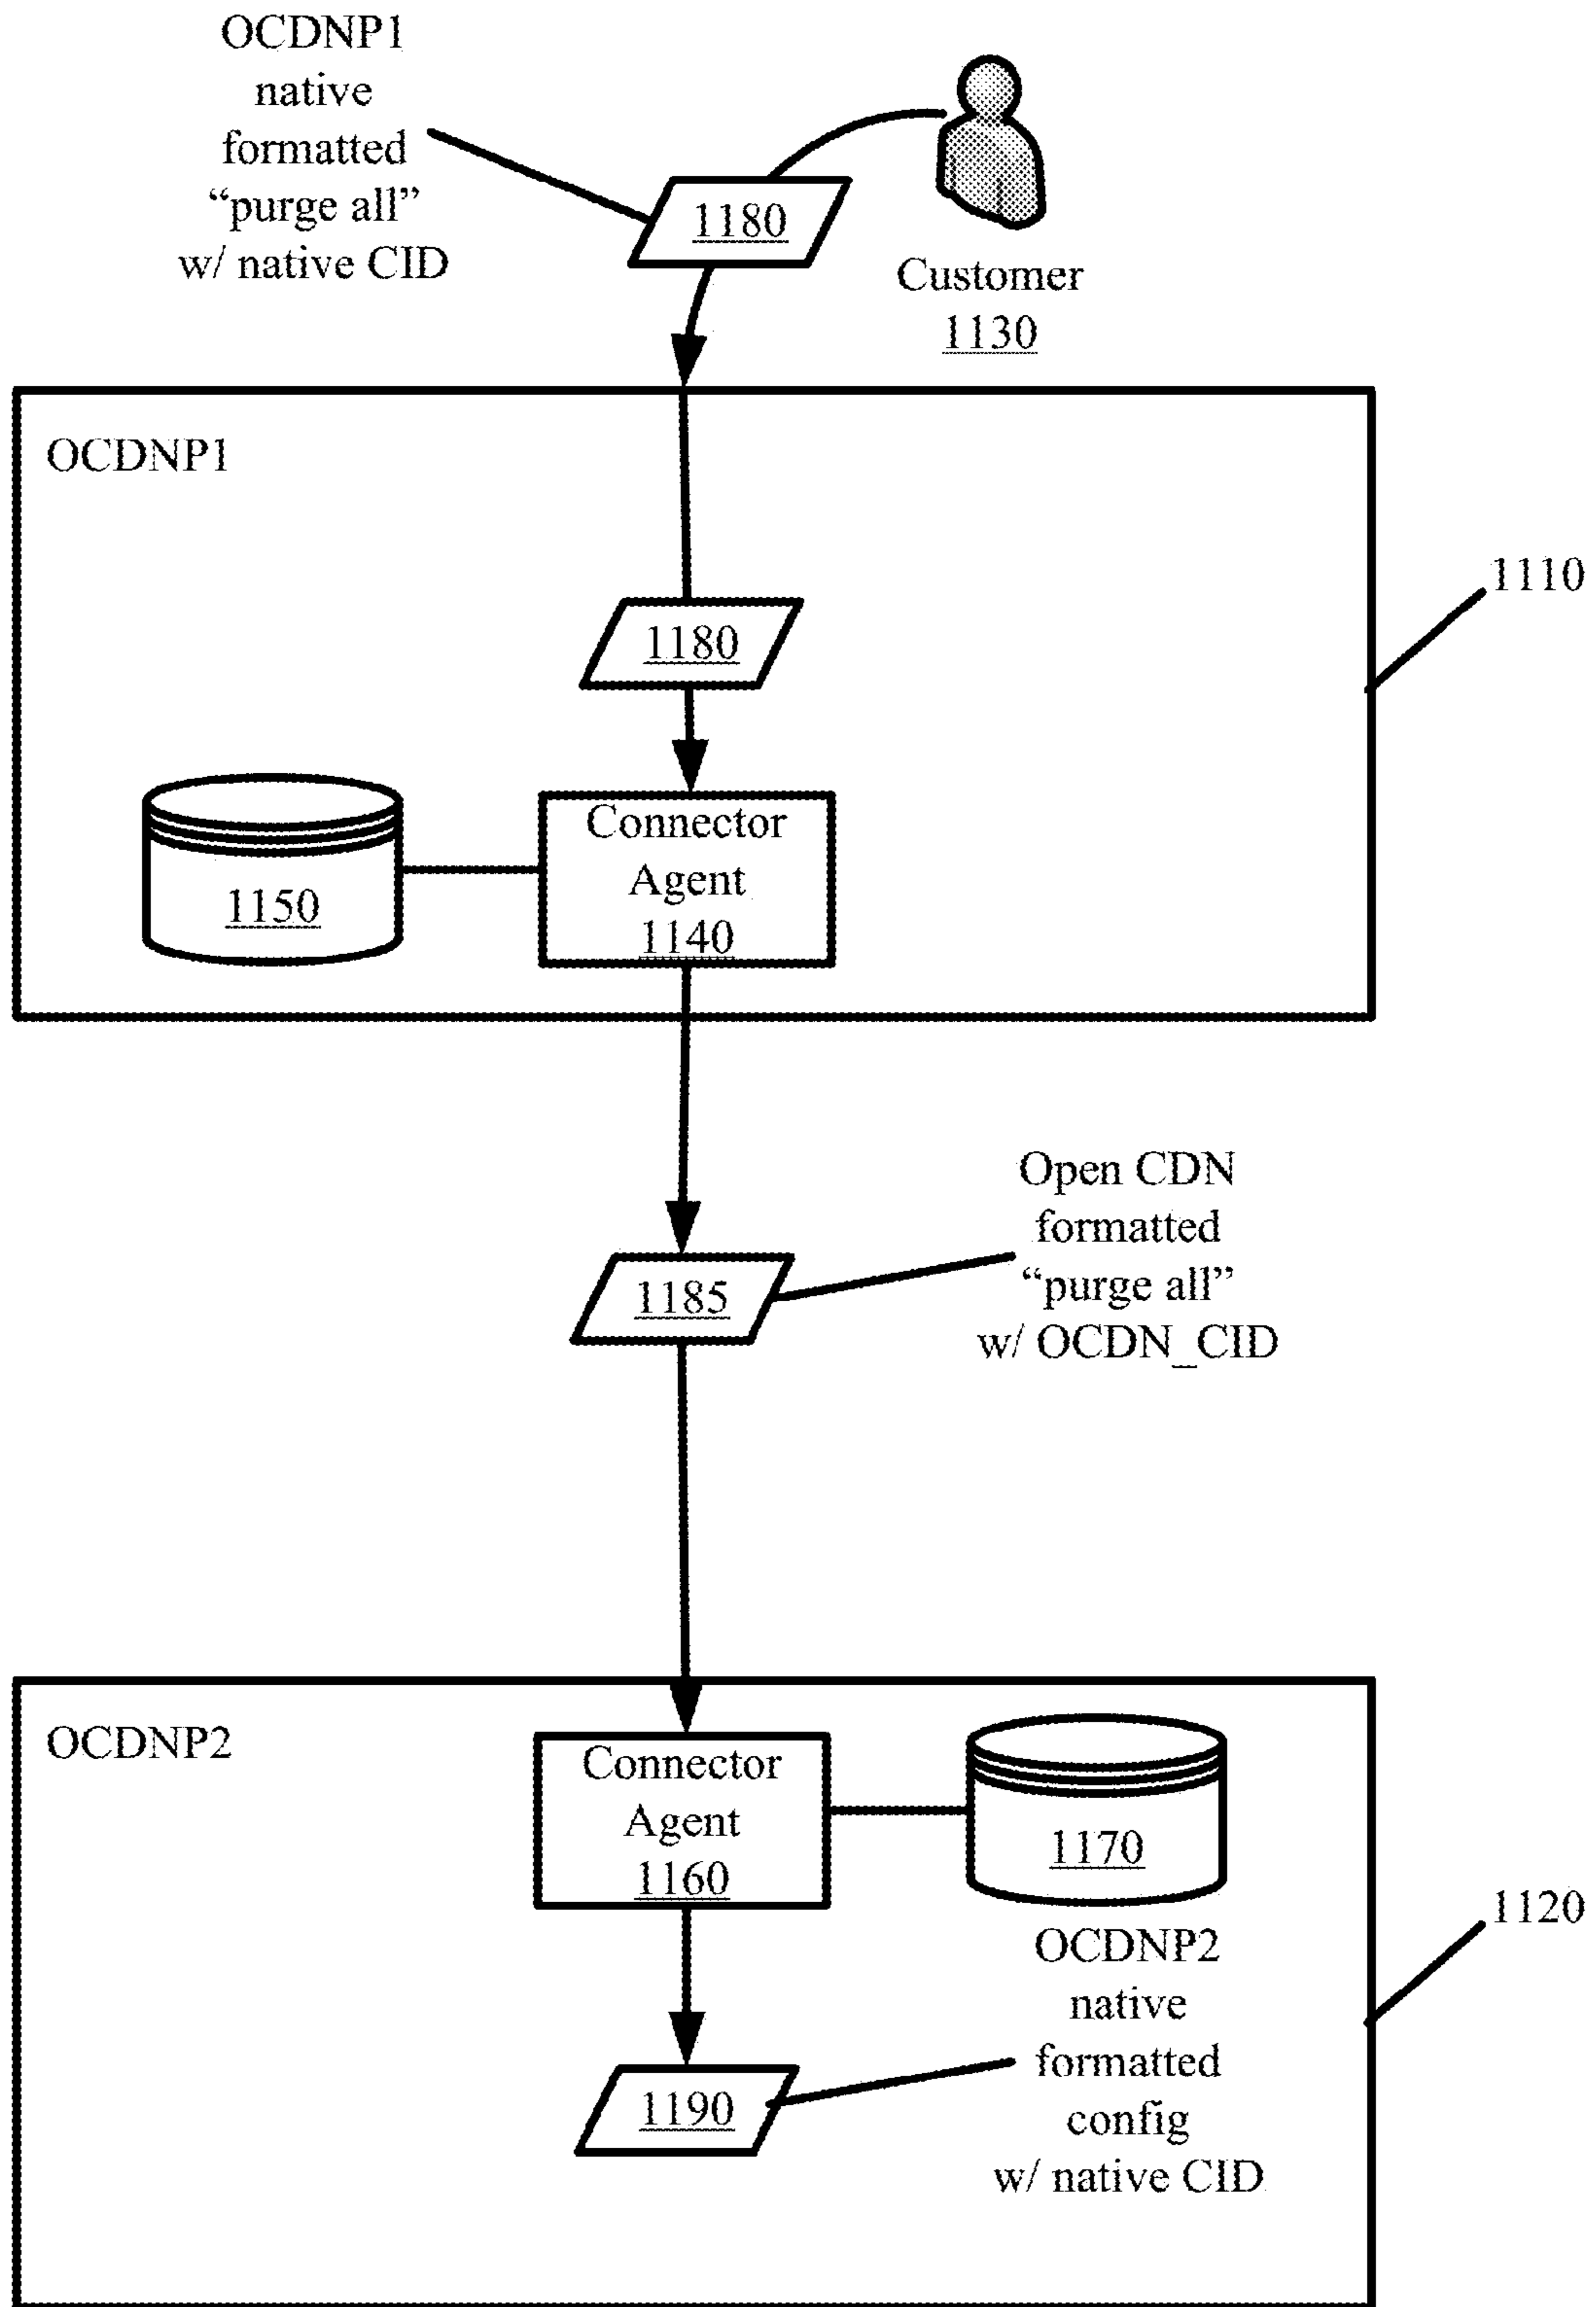 OCDNP1
native
formatted
“purge all”
w/ native CID
1180
Customer
1130
OCDNP1
1110
1180
Connector
Agent
1140
1150
Open CDN
formatted
“purge all”
w/ OCDN_CID
1185
OCDNP2
Connector
Agent
1160
1170
1120
OCDNP2
native
formatted
config
w/ native CID
1190